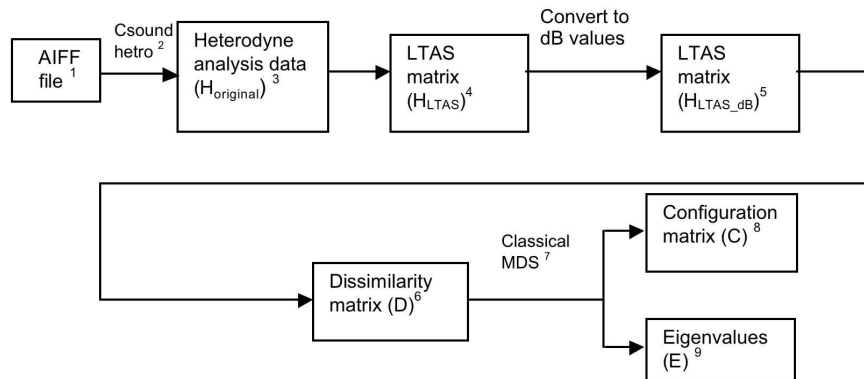 AIFF
file 1
Csound
hetro 2
Heterodyne
analysis data
(Horiginal) 3
LTAS
matrix
(HLTAS)4
Convert to
dB values
LTAS
matrix
(HLTAS_dB)5
Dissimilarity
matrix (D)6
Classical
MDS 7
Configuration
matrix (C) 8
Eigenvalues
(E) 9